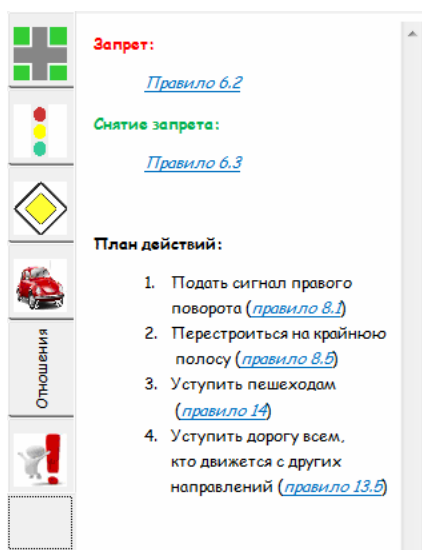 Запрет:
Правило 6.2
Снятие запрета:
Правило 6.3
План действий:
1. Подать сигнал правого
поворота (правило 8.1)
2. Перестроиться на крайнюю
полосу (правило 8.5)
3. Уступить пешеходам
(правило 14)
4. Уступить дорогу всем,
кто движется с других
направлений (правило 13.5)
Отношения